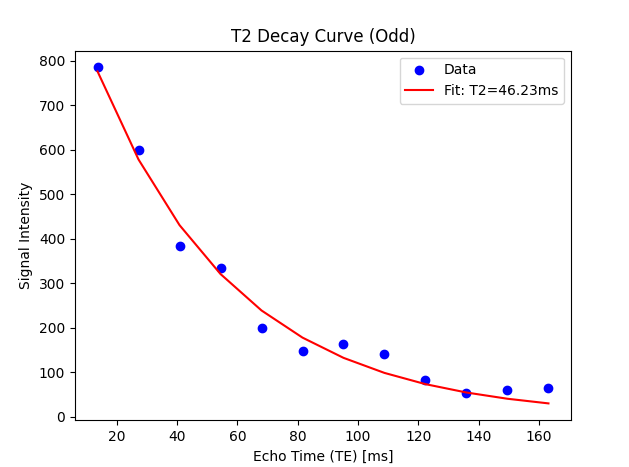 T2 Decay Curve (Odd)
Data
Fit: T2=46.23ms
800
700
600
500
400
300
200
100
0
Signal Intensity
20 40 60 80 100 120 140 160
Echo Time (TE) [ms]